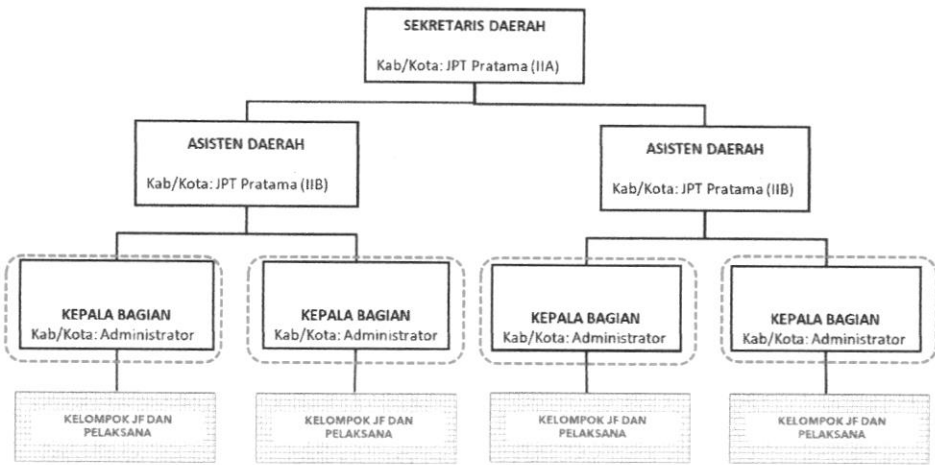 SEKRETARIS DAERAH
Kab/Kota: JPT Pratama (IIA)
ASISTEN DAERAH
Kab/Kota: JPT Pratama (IIB)
ASISTEN DAERAH
Kab/Kota: JPT Pratama (IIB)
KEPALA BAGIAN
Kab/Kota: Administrator
KEPALA BAGIAN
Kab/Kota: Administrator
KEPALA BAGIAN
Kab/Kota: Administrator
KEPALA BAGIAN
Kab/Kota: Administrator
KELOMPOK JF DAN
PELAKSANA
KELOMPOK JF DAN
PELAKSANA
KELOMPOK JF DAN
PELAKSANA
KELOMPOK JF DAN
PELAKSANA